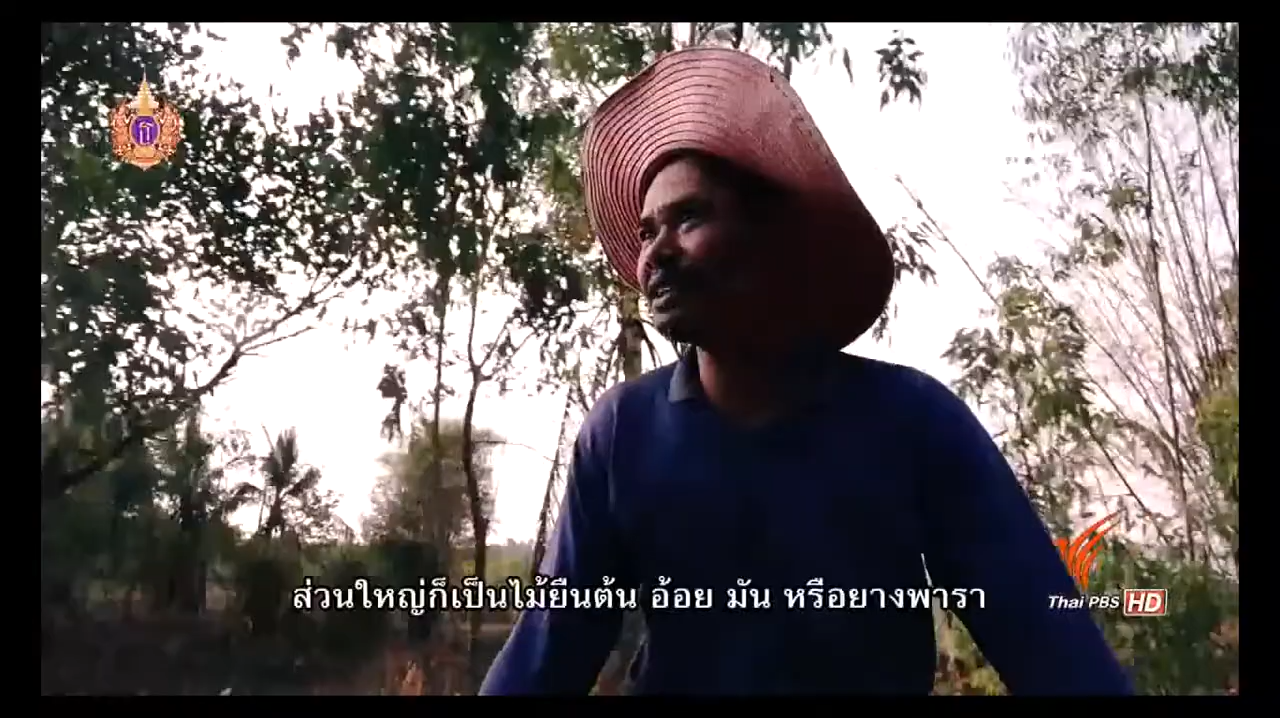 ส่วนใหญ่ก็เป็นไม้ยืนต้น อ้อย มัน หรือยางพารา
Thai PBS HD